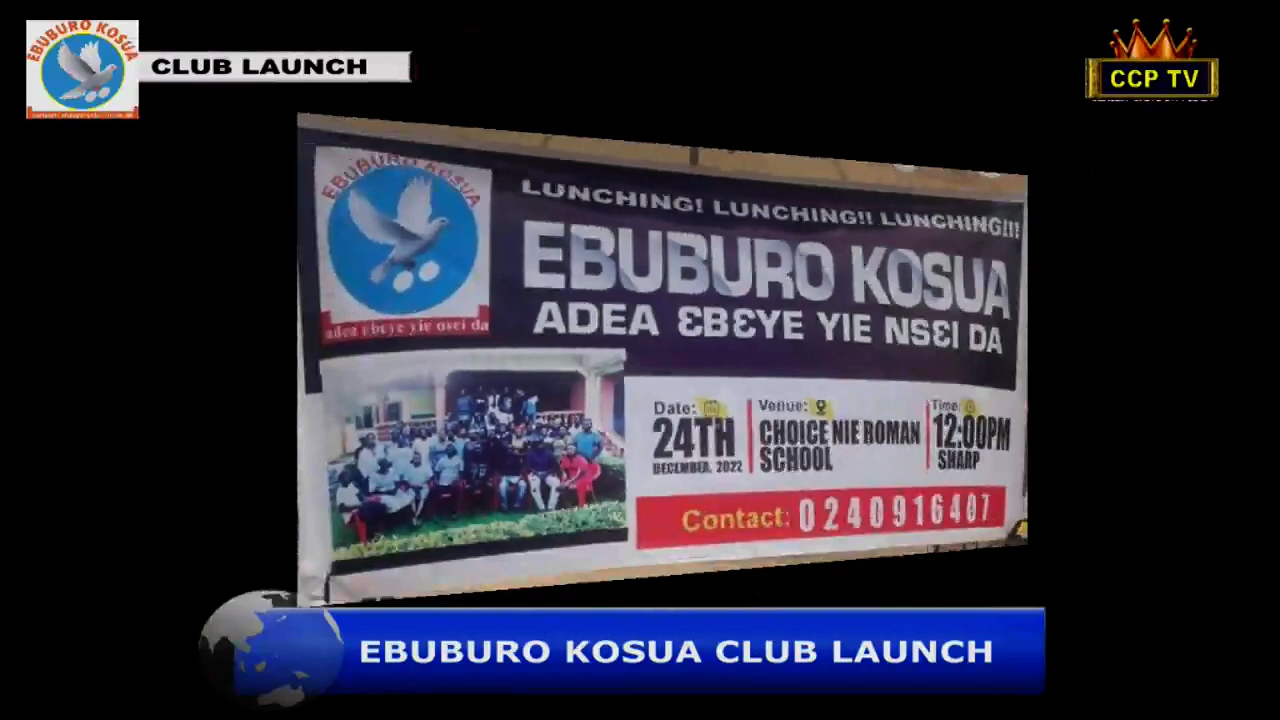 EBUBURO KOSUA
CLUB LAUNCH
CCP TV
EBUBURO KOSUA
adea ebeye yie nsei da
LUNCHING! LUNCHING!! LUNCHING!!!
EBUBURO KOSUA
ADEA ƐBƐYE YIE NSƐI DA
Date:
24TH
DECEMBER, 2022
Venue:
CHOICE NIE ROMAN
SCHOOL
Time:
12:00PM
SHARP
Contact: 0240916407
EBUBURO KOSUA CLUB LAUNCH